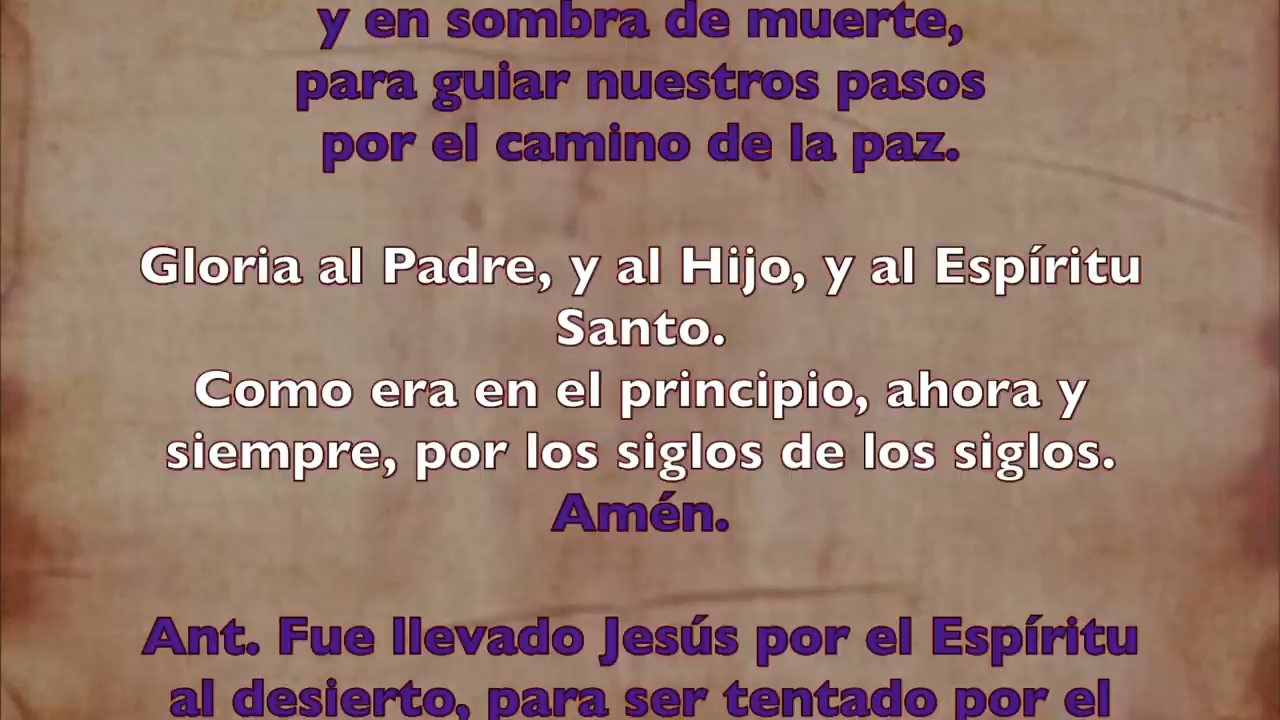 y en sombra de muerte,
para guiar nuestros pasos
por el camino de la paz.
Gloria al Padre, y al Hijo, y al Espíritu
Santo.
Como era en el principio, ahora y
siempre, por los siglos de los siglos.
Amén.
Ant. Fue llevado Jesús por el Espíritu
al desierto, para ser tentado por el